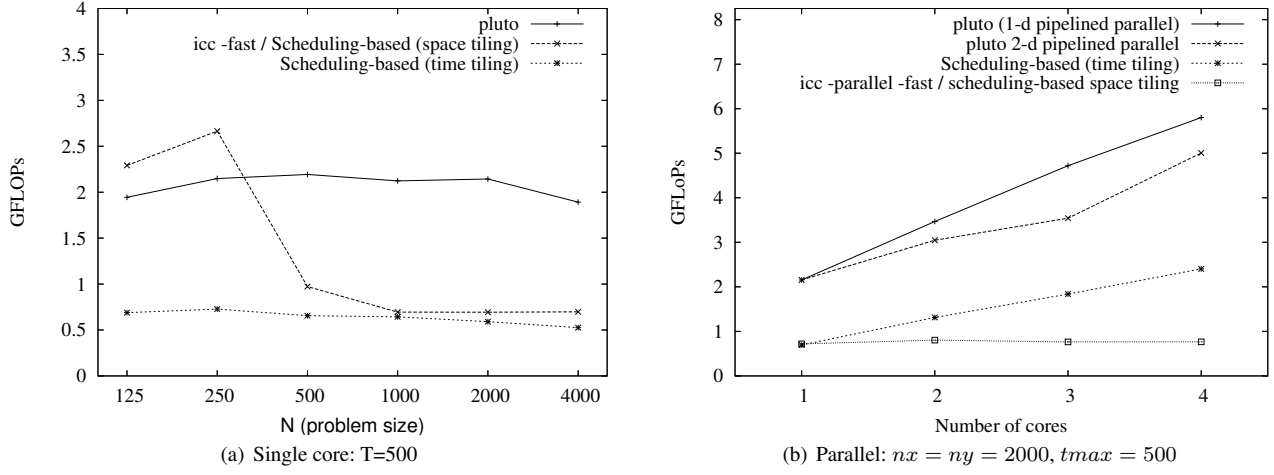 pluto
icc -fast / Scheduling-based (space tiling)
Scheduling-based (time tiling)
4
3.5
3
2.5
2
1.5
1
0.5
0
GFLOPs
125 250 500 1000 2000 4000
N (problem size)
(a) Single core: T=500
pluto (1-d pipelined parallel)
pluto 2-d pipelined parallel
Scheduling-based (time tiling)
icc -parallel -fast / scheduling-based space tiling
8
7
6
5
4
3
2
1
0
GFLoPs
1 2 3 4
Number of cores
(b) Parallel: nx = ny = 2000, tmax = 500